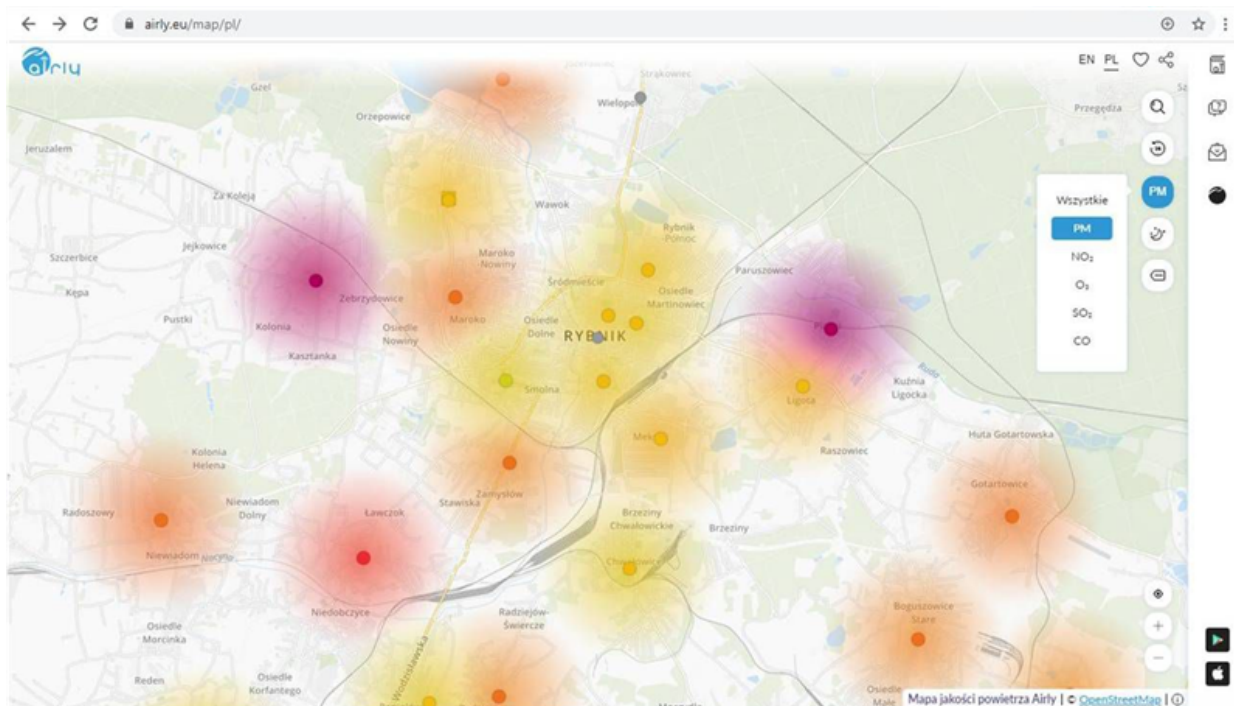 airly.eu/map/pl/
airly
EN PL
Gzel
Strąkowiec
Wielopole
Orzepowice
Przegędza
Jeruzalem
Za Koleją
Wawok
Rybnik
Północ
Szczerbice
Jejkowice
Maroko
Nowiny
Paruszowiec
Śródmieście
Osiedle
Martinowiec
Kępa
Zebrzydowice
Pustki
Kolonia
Osiedle
Nowiny
Maroko
Osiedle
Dolne
RYBNIK
Kasztanka
Smolna
Ligota
Kuźnia
Ligocka
Ruda
Raszowiec
Huta Gotartowska
Kolonia
Helena
Zamysłów
Stawiska
Gotartowice
Radoszowy
Niewiadom
Dolny
Ławczok
Brzeziny
Chwałowickie
Brzeziny
Niewiadom
Nacyna
Chwałowice
Niedobczyce
Radziejów-
Świercze
Boguszowice
Stare
Osiedle
Morcinka
Wodzisławska
Reden
Osiedle
Korfantego
Osiedle
Małe
PM
Wszystkie
PM
NO₂
O₃
SO₂
CO
Mapa jakości powietrza Airly | © OpenStreetMap |